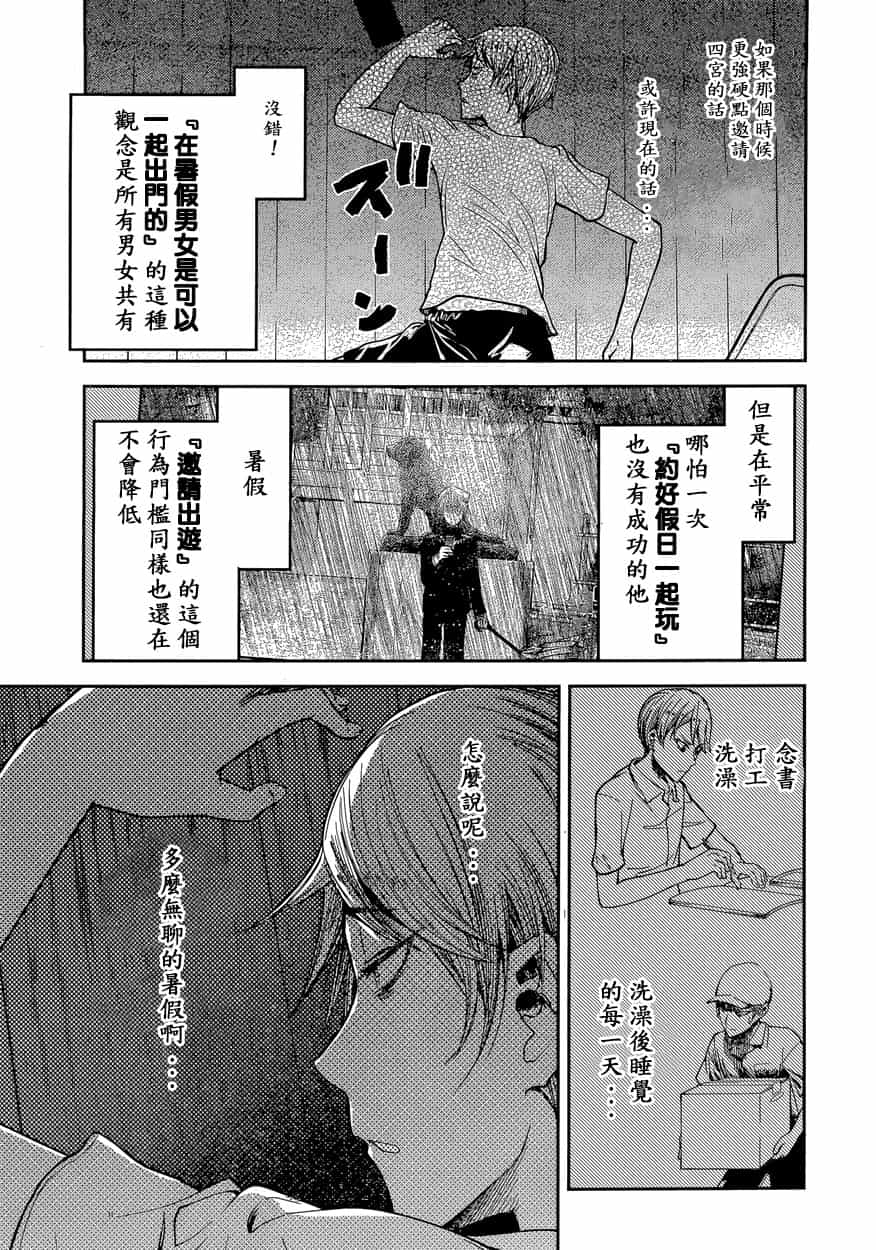 如果那個時候
更強硬點邀請
四宮的話
或許現在的話...
ズーン
沒錯！
『在暑假男女是可以
一起出門的』的這種
觀念是所有男女共有
但是在平常
哪怕一次
『約好假日一起玩』
也沒有成功的他
暑假
『邀請出遊』的這個
行為門檻同樣也還在
不會降低
念書
打工
洗澡
洗澡後睡覺
的每一天...
怎麼說呢...
多麼無聊的暑假啊...